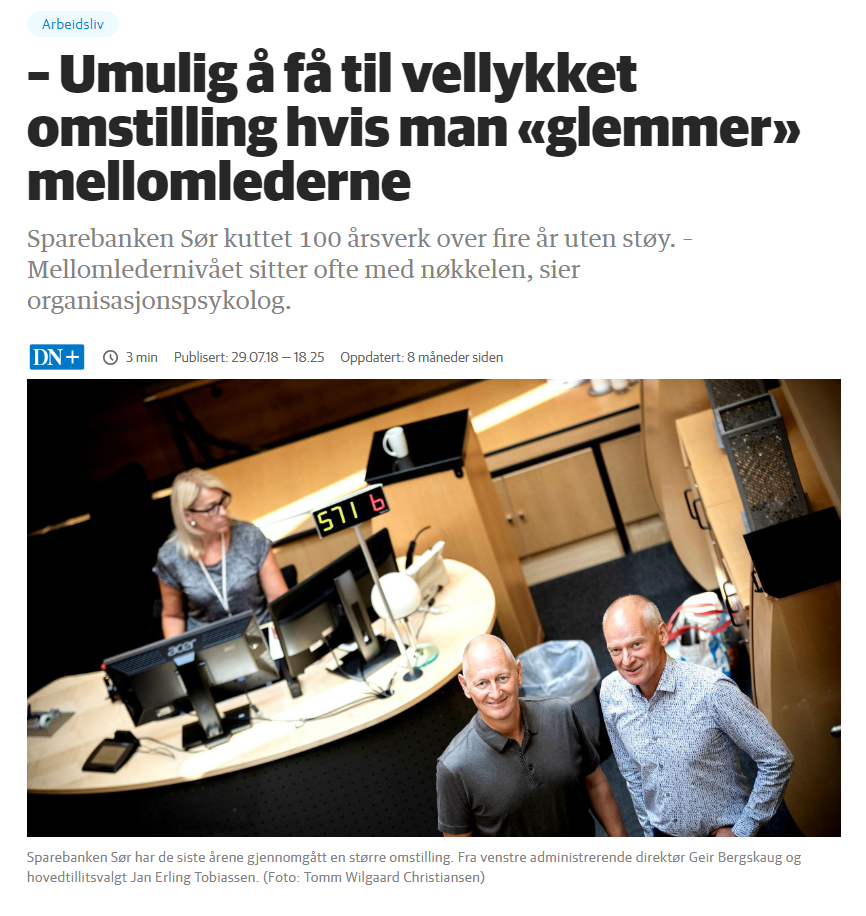 Arbeidsliv
– Umulig å få til vellykket
omstilling hvis man «glemmer»
mellomlederne
Sparebanken Sør kuttet 100 årsverk over fire år uten støy. –
Mellomledernivået sitter ofte med nøkkelen, sier
organisasjonspsykolog.
DN+ 3 min Publisert: 29.07.18 — 18.25 Oppdatert: 8 måneder siden
571 6
acer
Sparebanken Sør har de siste årene gjennomgått en større omstilling. Fra venstre administrerende direktør Geir Bergskaug og
hovedtillitsvalgt Jan Erling Tobiassen. (Foto: Tomm Wilgaard Christiansen)